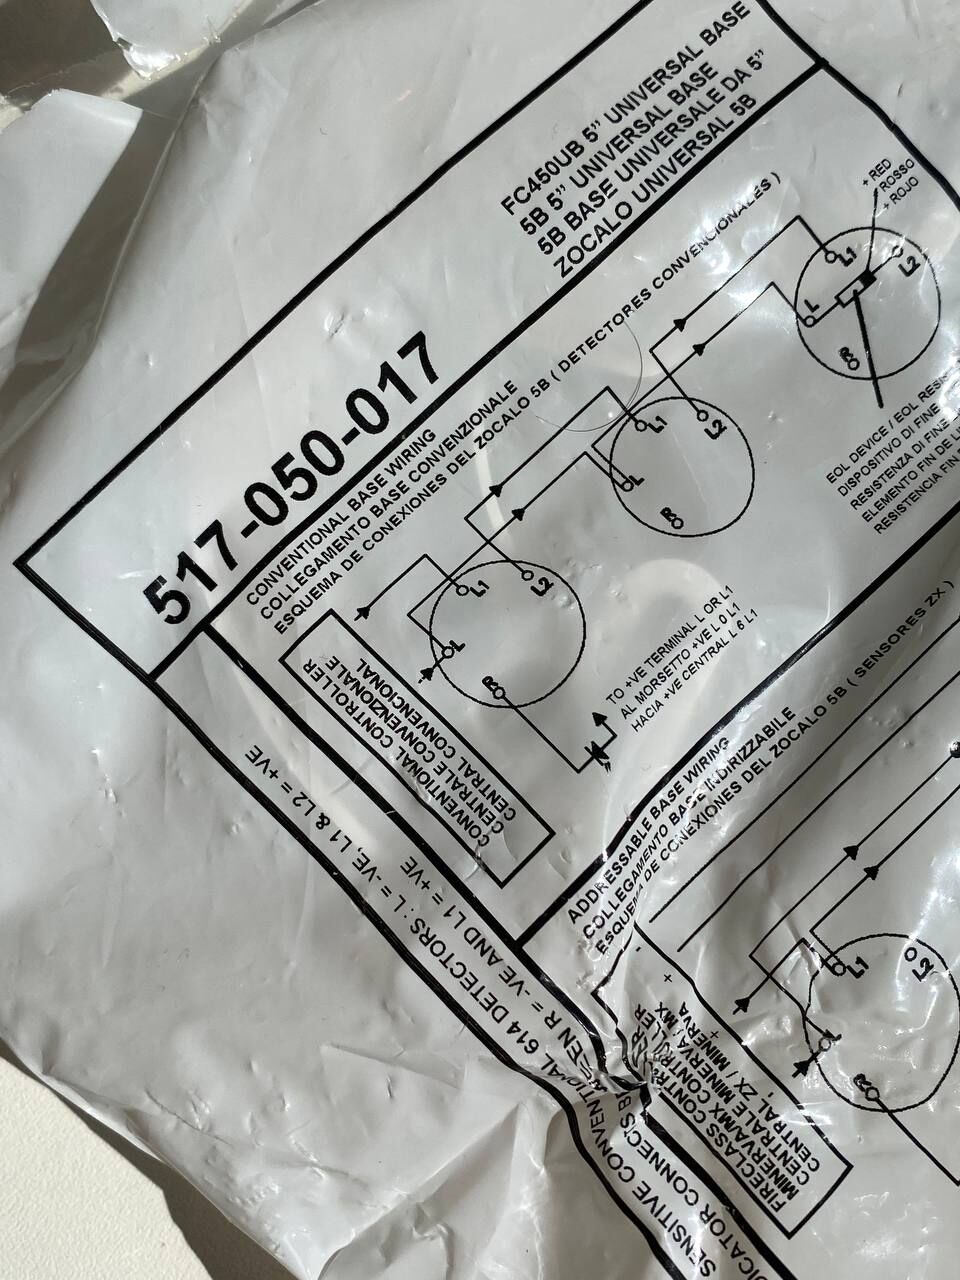 FC450UB 5” UNIVERSAL BASE
5B 5” UNIVERSAL BASE
5B BASE UNIVERSALE DA 5”
ZOCALO UNIVERSAL 5B
517-050-017
CONVENTIONAL BASE WIRING
COLLEGAMENTO BASE CONVENZIONALE
ESQUEMA DE CONEXIONES DEL ZOCALO 5B ( DETECTORES CONVENCIONALES )
+ RED
+ ROSSO
+ ROJO
L1
L2
L
R
L1
L2
L
R
L1
L2
L
R
EOL DEVICE / EOL
DISPOSITIVO DI FINE
RESISTENZA DI FINE
ELEMENTO FIN DE
RESISTENCIA FIN
CONVENTIONAL CONTROLLER
CENTRALE CONVENZIONALE
CENTRAL CONVENCIONAL
TO +VE TERMINAL L OR L1
AL MORSETTO +VE L O L1
HACIA +VE CENTRAL L 6 L1
SENSITIVE CONVENTIONAL 614 DETECTORS : L = -VE, L1 & L2 = +VE
CONNECTS R = -VE AND L1 = +VE
ADDRESSABLE BASE WIRING
COLLEGAMENTO BASE INDIRIZZABILE
ESQUEMA DE CONEXIONES DEL ZOCALO 5B ( SENSORES ZX )
- +
L1
L2
L
R
FIRECLASS
MINERVA/MX CONTROLLER
CENTRALE MINERVA / MX
CENTRAL ZX / MINERVA